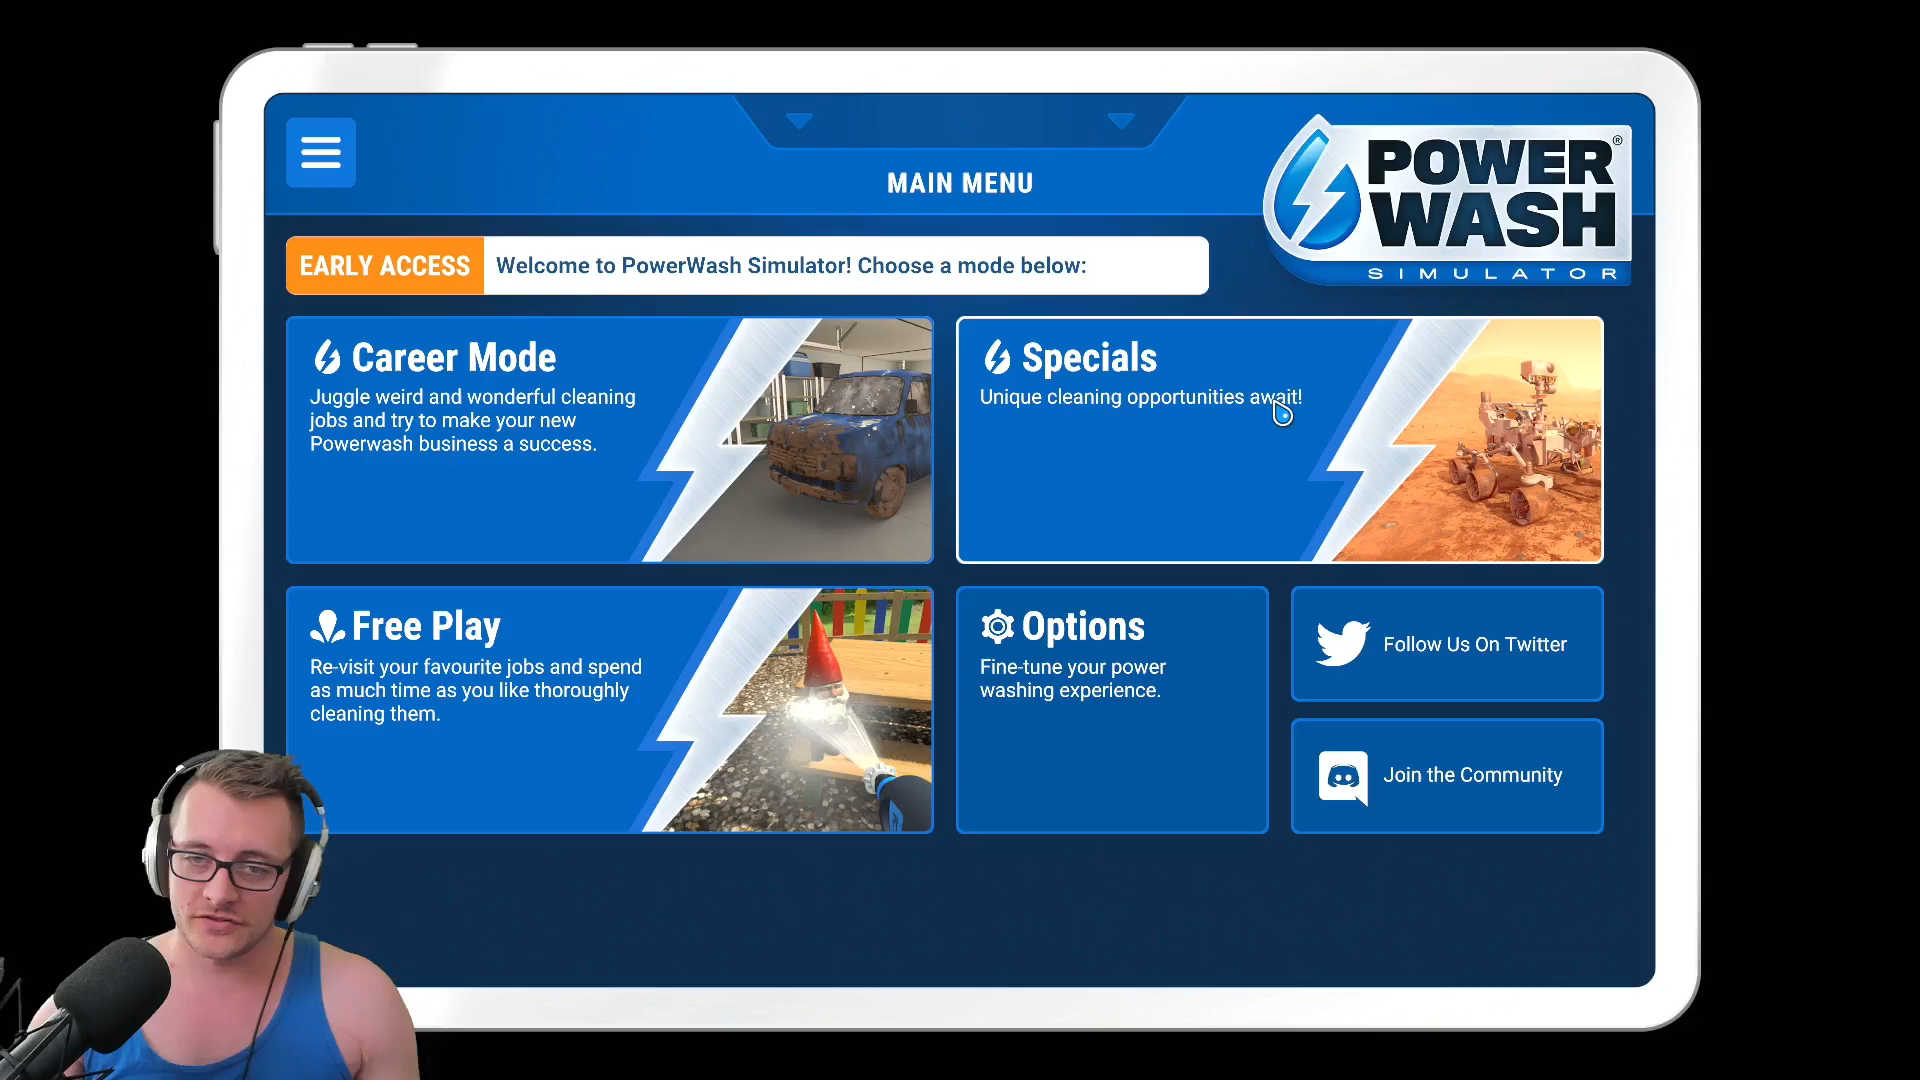 MAIN MENU
POWER
WASH
SIMULATOR
®
EARLY ACCESS
Welcome to PowerWash Simulator! Choose a mode below:
Career Mode
Juggle weird and wonderful cleaning
jobs and try to make your new
Powerwash business a success.
Specials
Unique cleaning opportunities await!
Free Play
Re-visit your favourite jobs and spend
as much time as you like thoroughly
cleaning them.
Options
Fine-tune your power
washing experience.
Follow Us On Twitter
Join the Community